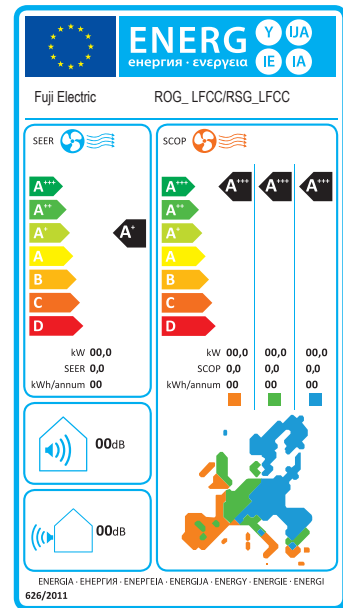 ENERG Y IJA
енергия · ενεργεια IE IA
Fuji Electric ROG_ LFCC/RSG_LFCC
SEER SCOP
A+++ A+++ A+++ A+++ A+++
A++ A++
A+ A+ A+
A A
B B
C C
D D
kW 00,0 kW 00,0 00,0 00,0
SEER 0,0 SCOP 0,0 0,0 0,0
kWh/annum 00 kWh/annum 00 00 00
00dB
00dB
ENERGIA · ЕНЕРГИЯ · ΕΝΕΡΓΕΙΑ · ENERGIJA · ENERGY · ENERGIE · ENERGI
626/2011